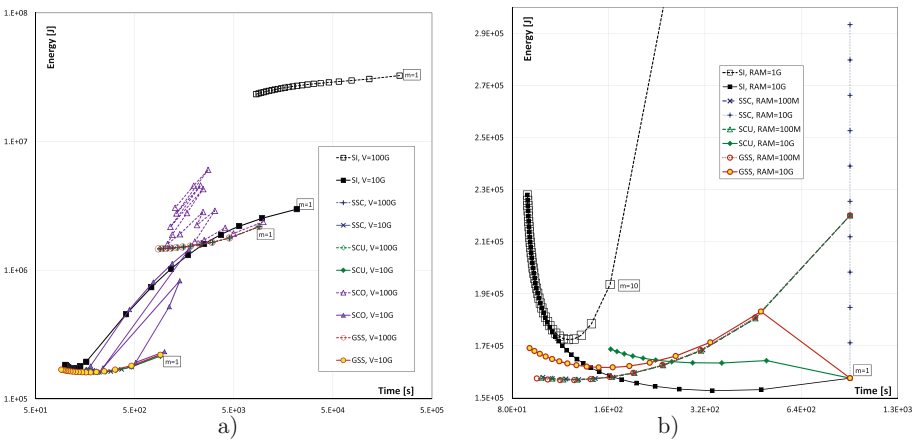 1.E+08
Energy [J]
m=1
1.E+07
m=1
m=1
1.E+06
m=1
1.E+05
Time [s]
5.E+01
5.E+02
5.E+03
5.E+04
5.E+05
SI, V=100G
SI, V=10G
SSC, V=100G
SSC, V=10G
SCU, V=100G
SCU, V=10G
SCO, V=100G
SCO, V=10G
GSS, V=100G
GSS, V=10G
a)
Energy [J]
2.9E+05
2.7E+05
2.5E+05
2.3E+05
2.1E+05
1.9E+05
1.7E+05
1.5E+05
SI, RAM=1G
SI, RAM=10G
SSC, RAM=100M
SSC, RAM=10G
SCU, RAM=100M
SCU, RAM=10G
GSS, RAM=100M
GSS, RAM=10G
m=10
m=1
Time [s]
8.0E+01
1.6E+02
3.2E+02
6.4E+02
1.3E+03
b)